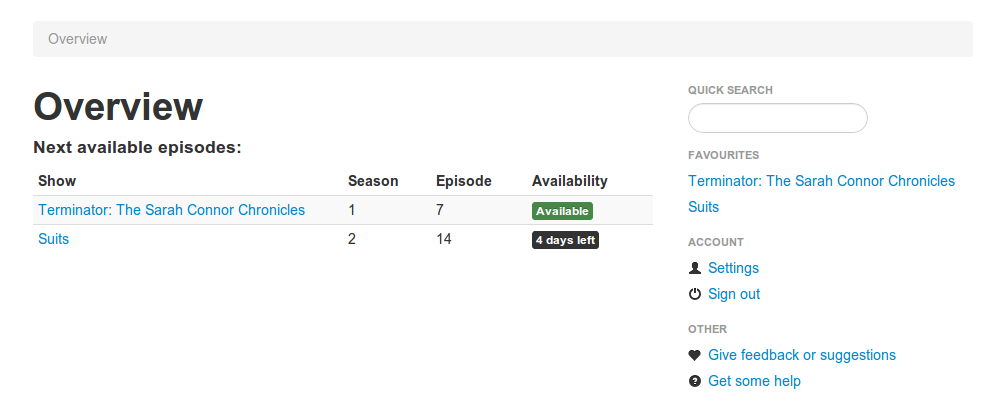 Overview
Overview
Next available episodes:
Show Season Episode Availability
Terminator: The Sarah Connor Chronicles 1 7 Available
Suits 2 14 4 days left
QUICK SEARCH
FAVOURITES
Terminator: The Sarah Connor Chronicles
Suits
ACCOUNT
Settings
Sign out
OTHER
Give feedback or suggestions
Get some help